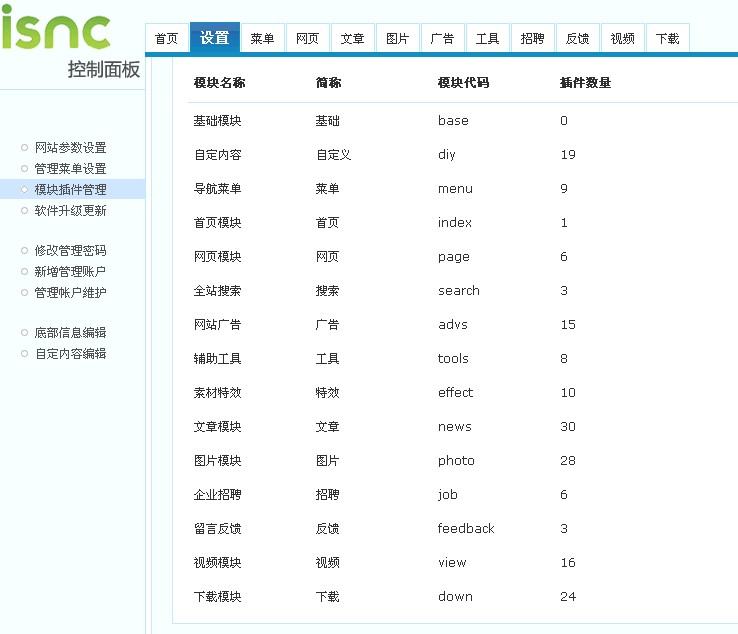 isnc
控制面板
首页 设置 菜单 网页 文章 图片 广告 工具 招聘 反馈 视频 下载
网站参数设置
管理菜单设置
模块插件管理
软件升级更新
修改管理密码
新增管理账户
管理帐户维护
底部信息编辑
自定内容编辑
模块名称 简称 模块代码 插件数量
基础模块 基础 base 0
自定内容 自定义 diy 19
导航菜单 菜单 menu 9
首页模块 首页 index 1
网页模块 网页 page 6
全站搜索 搜索 search 3
网站广告 广告 advs 15
辅助工具 工具 tools 8
素材特效 特效 effect 10
文章模块 文章 news 30
图片模块 图片 photo 28
企业招聘 招聘 job 6
留言反馈 反馈 feedback 3
视频模块 视频 view 16
下载模块 下载 down 24